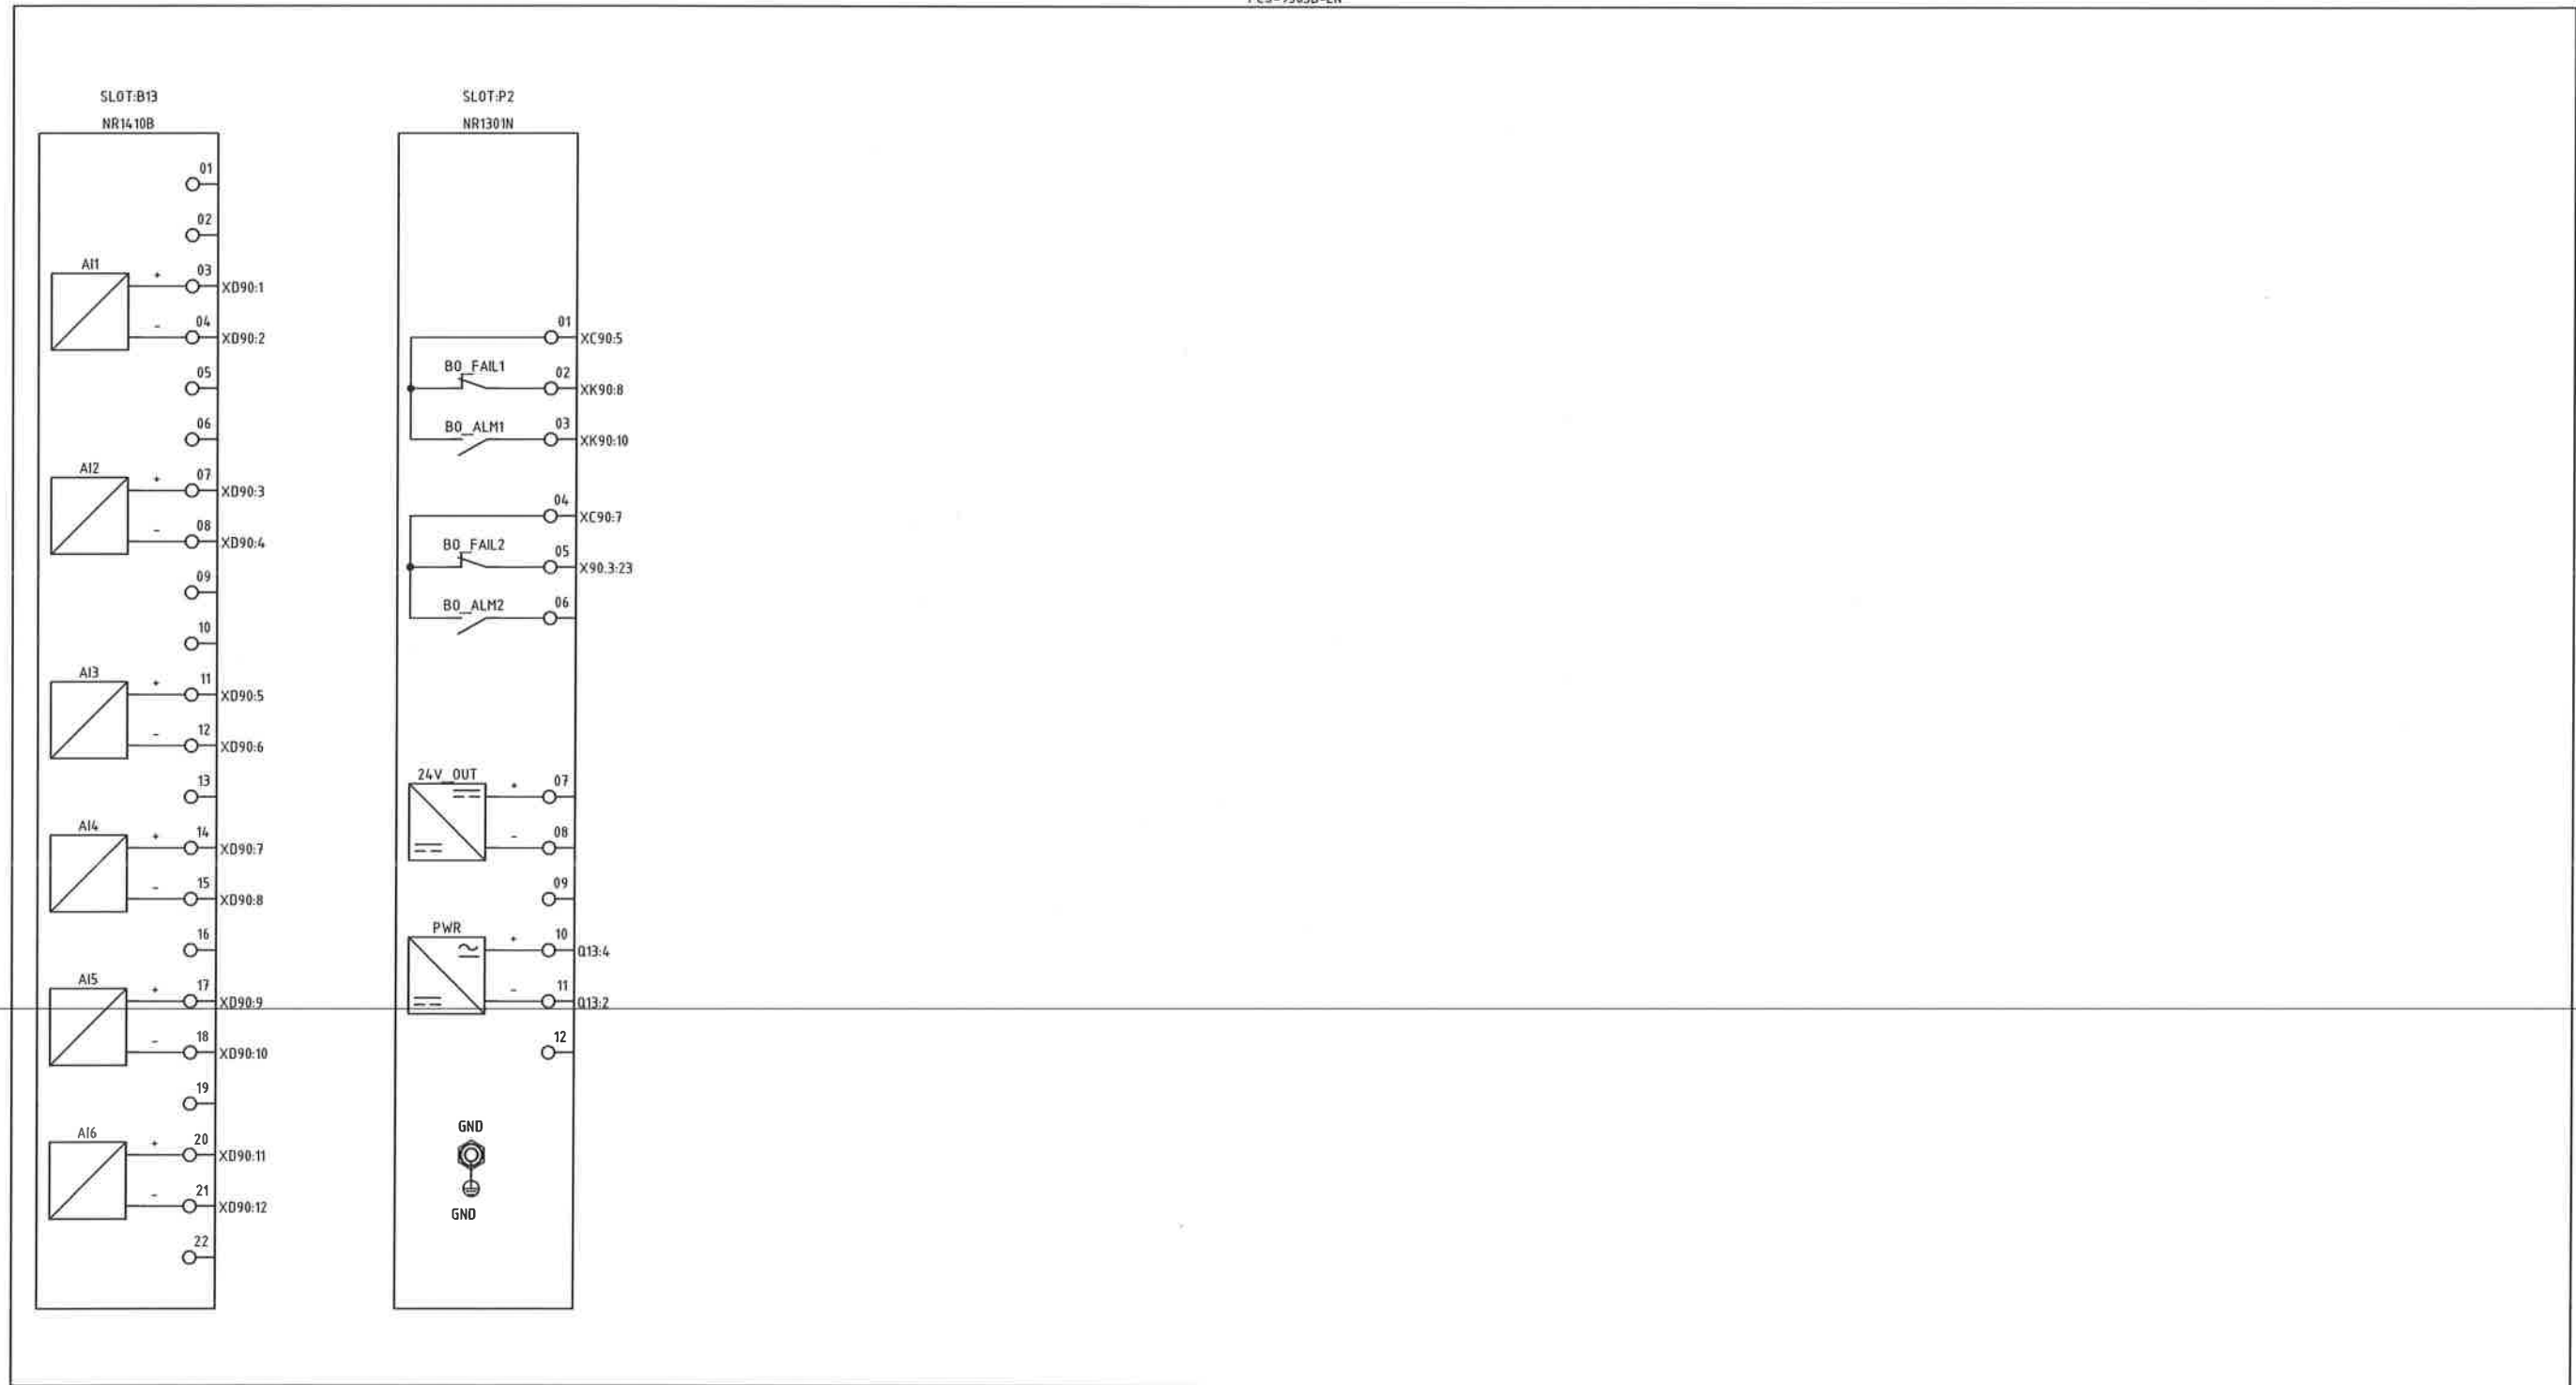 SLOT:B13
NR1410B
01
02
AI1
+ 03 XD90:1
- 04 XD90:2
05
06
AI2
+ 07 XD90:3
- 08 XD90:4
09
10
AI3
+ 11 XD90:5
- 12 XD90:6
13
AI4
+ 14 XD90:7
- 15 XD90:8
16
AI5
+ 17 XD90:9
- 18 XD90:10
19
AI6
+ 20 XD90:11
- 21 XD90:12
22
SLOT:P2
NR1301N
01 XC90:5
BO_FAIL1 02 XK90:8
BO_ALM1 03 XK90:10
04 XC90:7
BO_FAIL2 05 X90.3:23
BO_ALM2 06
24V_OUT
+ 07
- 08
09
PWR
+ 10 Q13:4
- 11 Q13:2
12
GND
GND